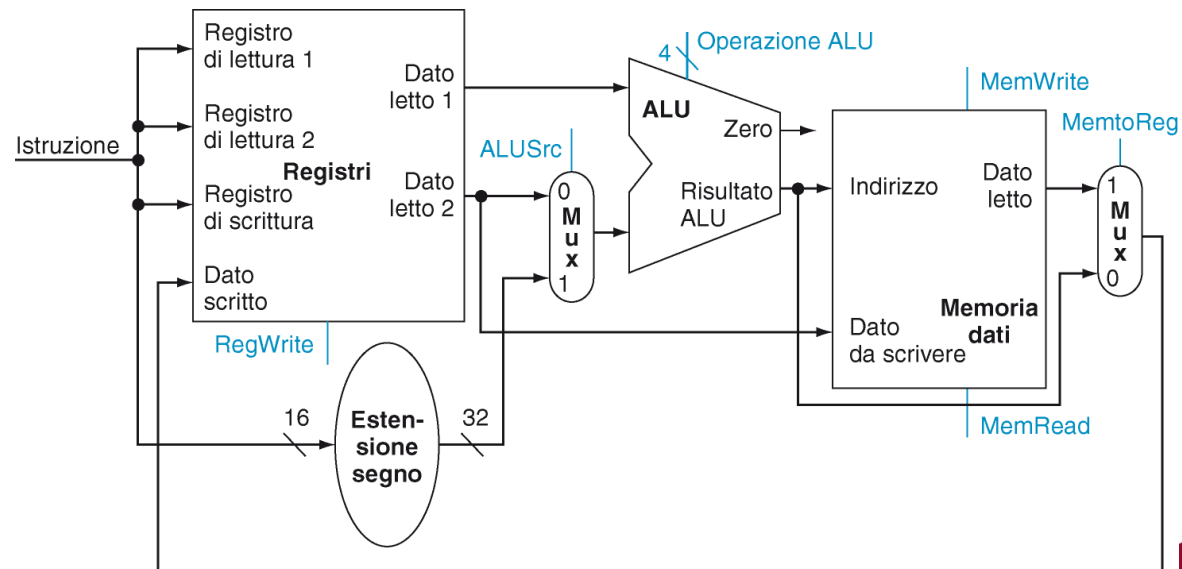 Istruzione
Registro
di lettura 1
Registro
di lettura 2
Registri
Registro
di scrittura
Dato
scritto
Dato
letto 1
Dato
letto 2
RegWrite
16
Esten-
sione
segno
32
ALUSrc
0
M
u
x
1
4
Operazione ALU
ALU
Zero
Risultato
ALU
MemWrite
Indirizzo
Dato
letto
Memoria
dati
Dato
da scrivere
MemRead
MemtoReg
1
M
u
x
0